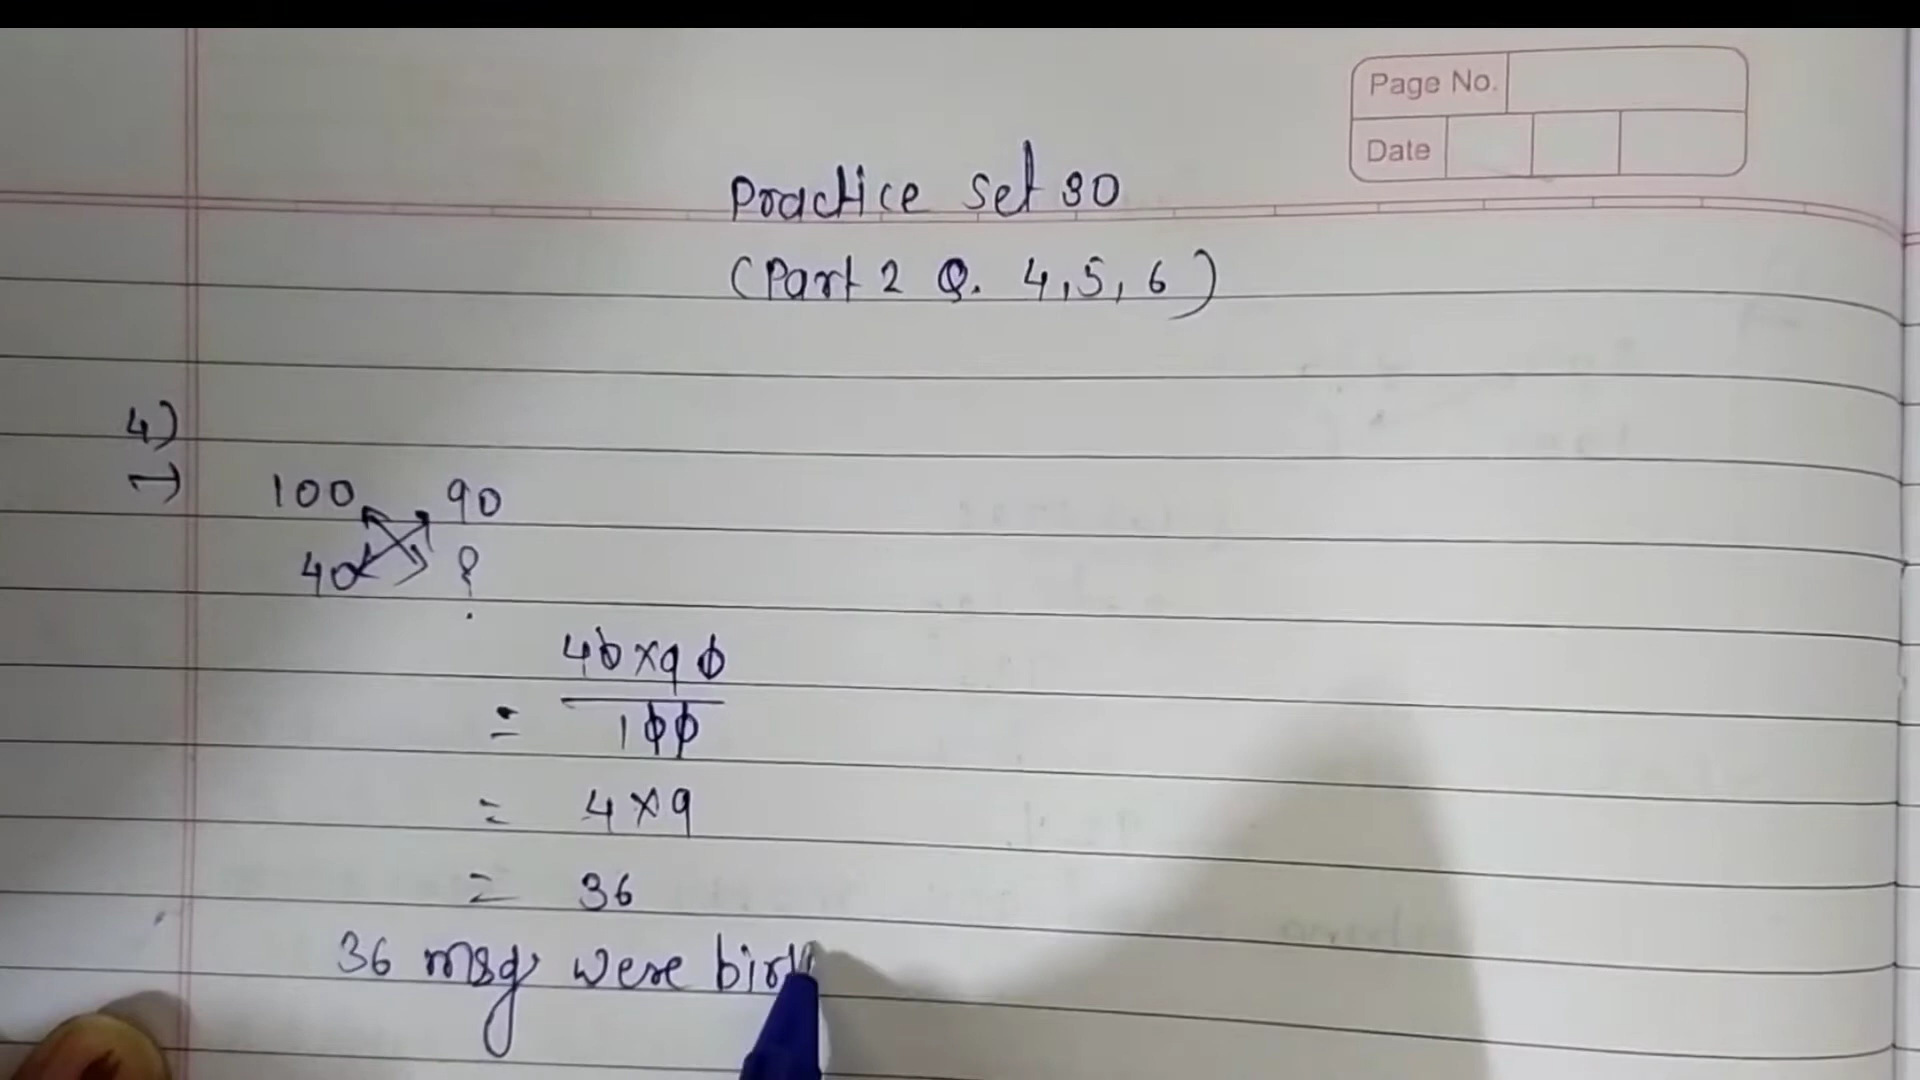 Page No.
Date
Practice Set 30
(Part 2 Q. 4,5,6)
4)
→
100 90
40 ?
= 40×90
100
= 4×9
= 36
36 msg were birt